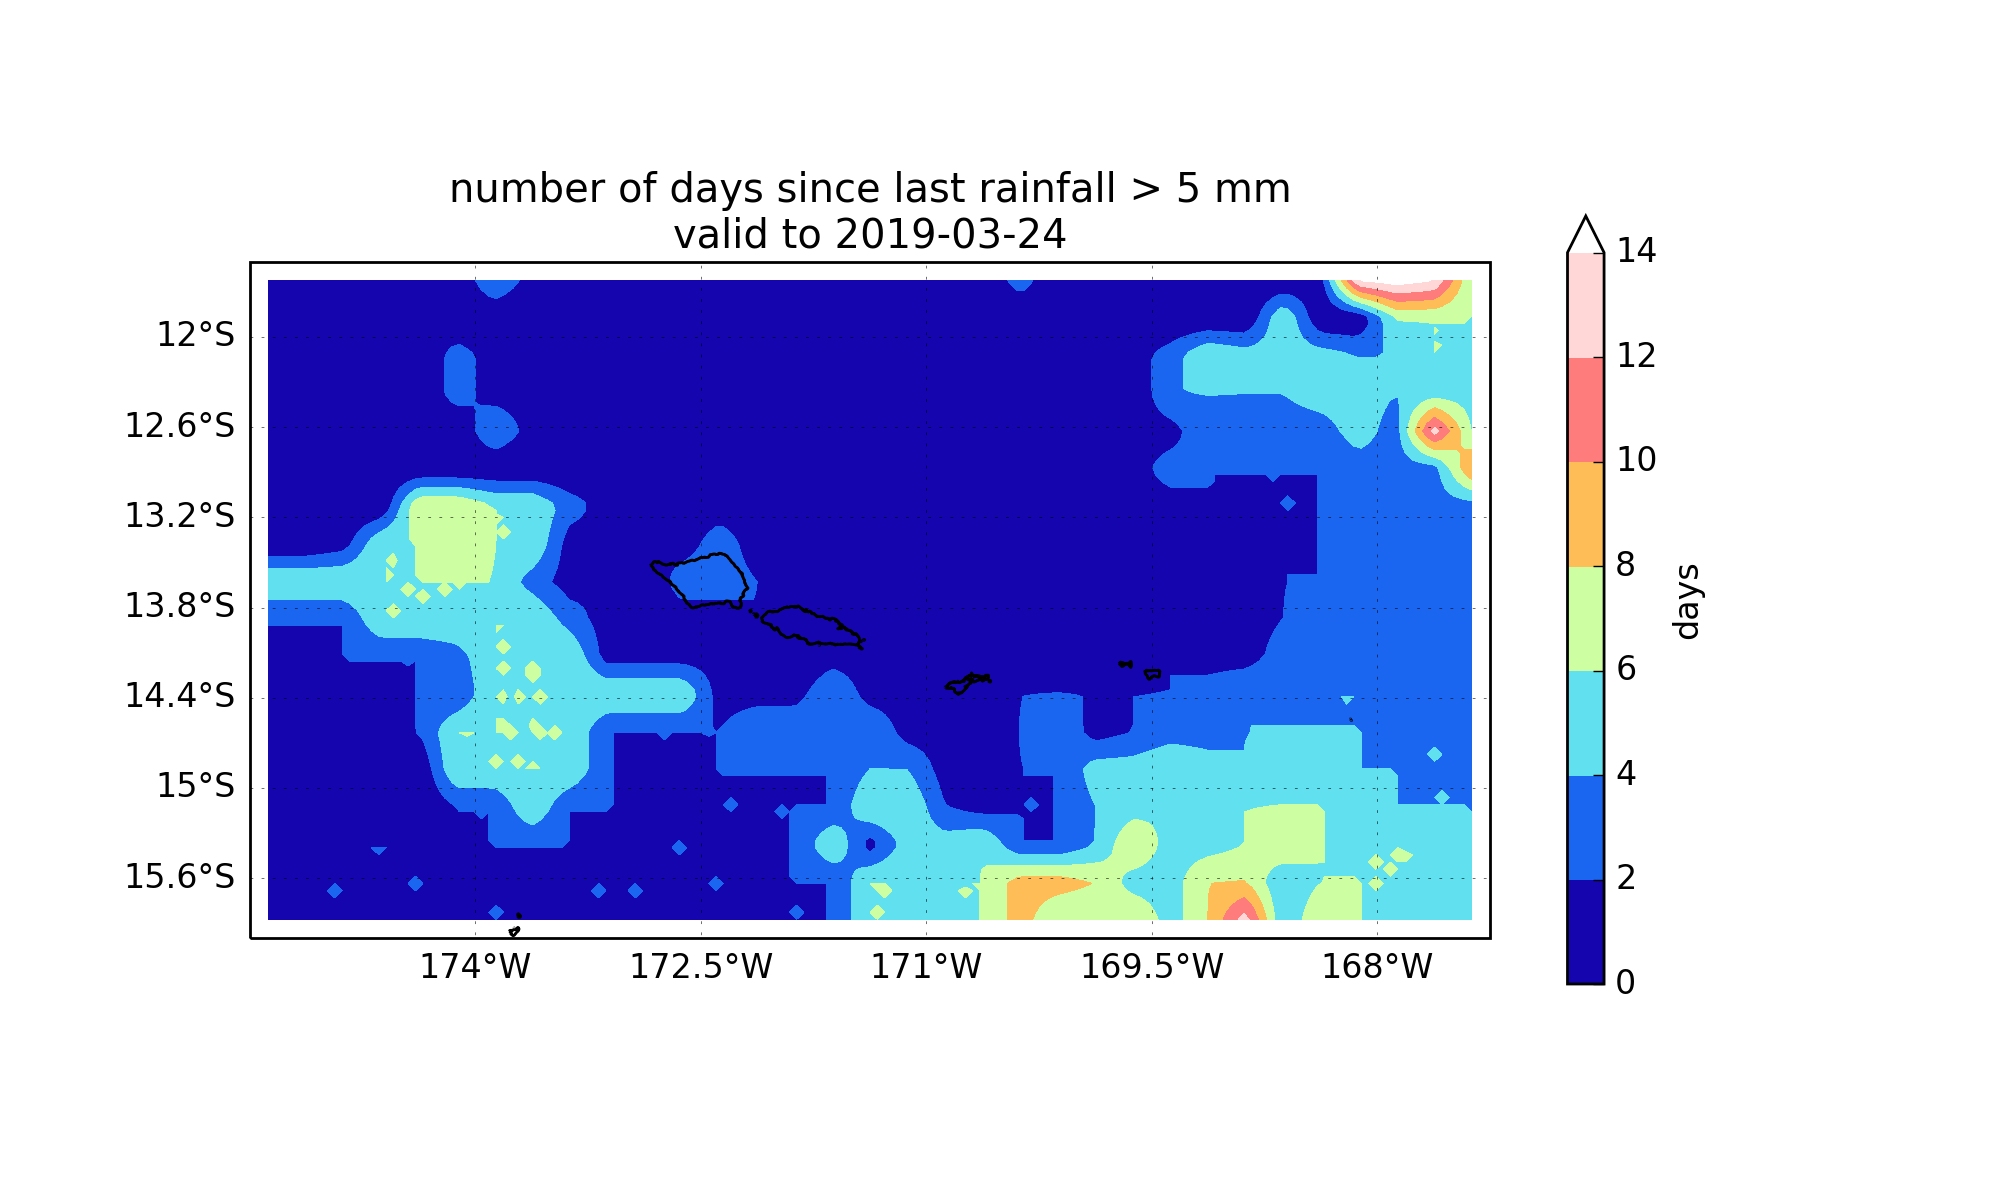 number of days since last rainfall > 5 mm
valid to 2019-03-24
12°S
12.6°S
13.2°S
13.8°S
14.4°S
15°S
15.6°S
174°W 172.5°W 171°W 169.5°W 168°W
14
12
10
8
6
4
2
0
days